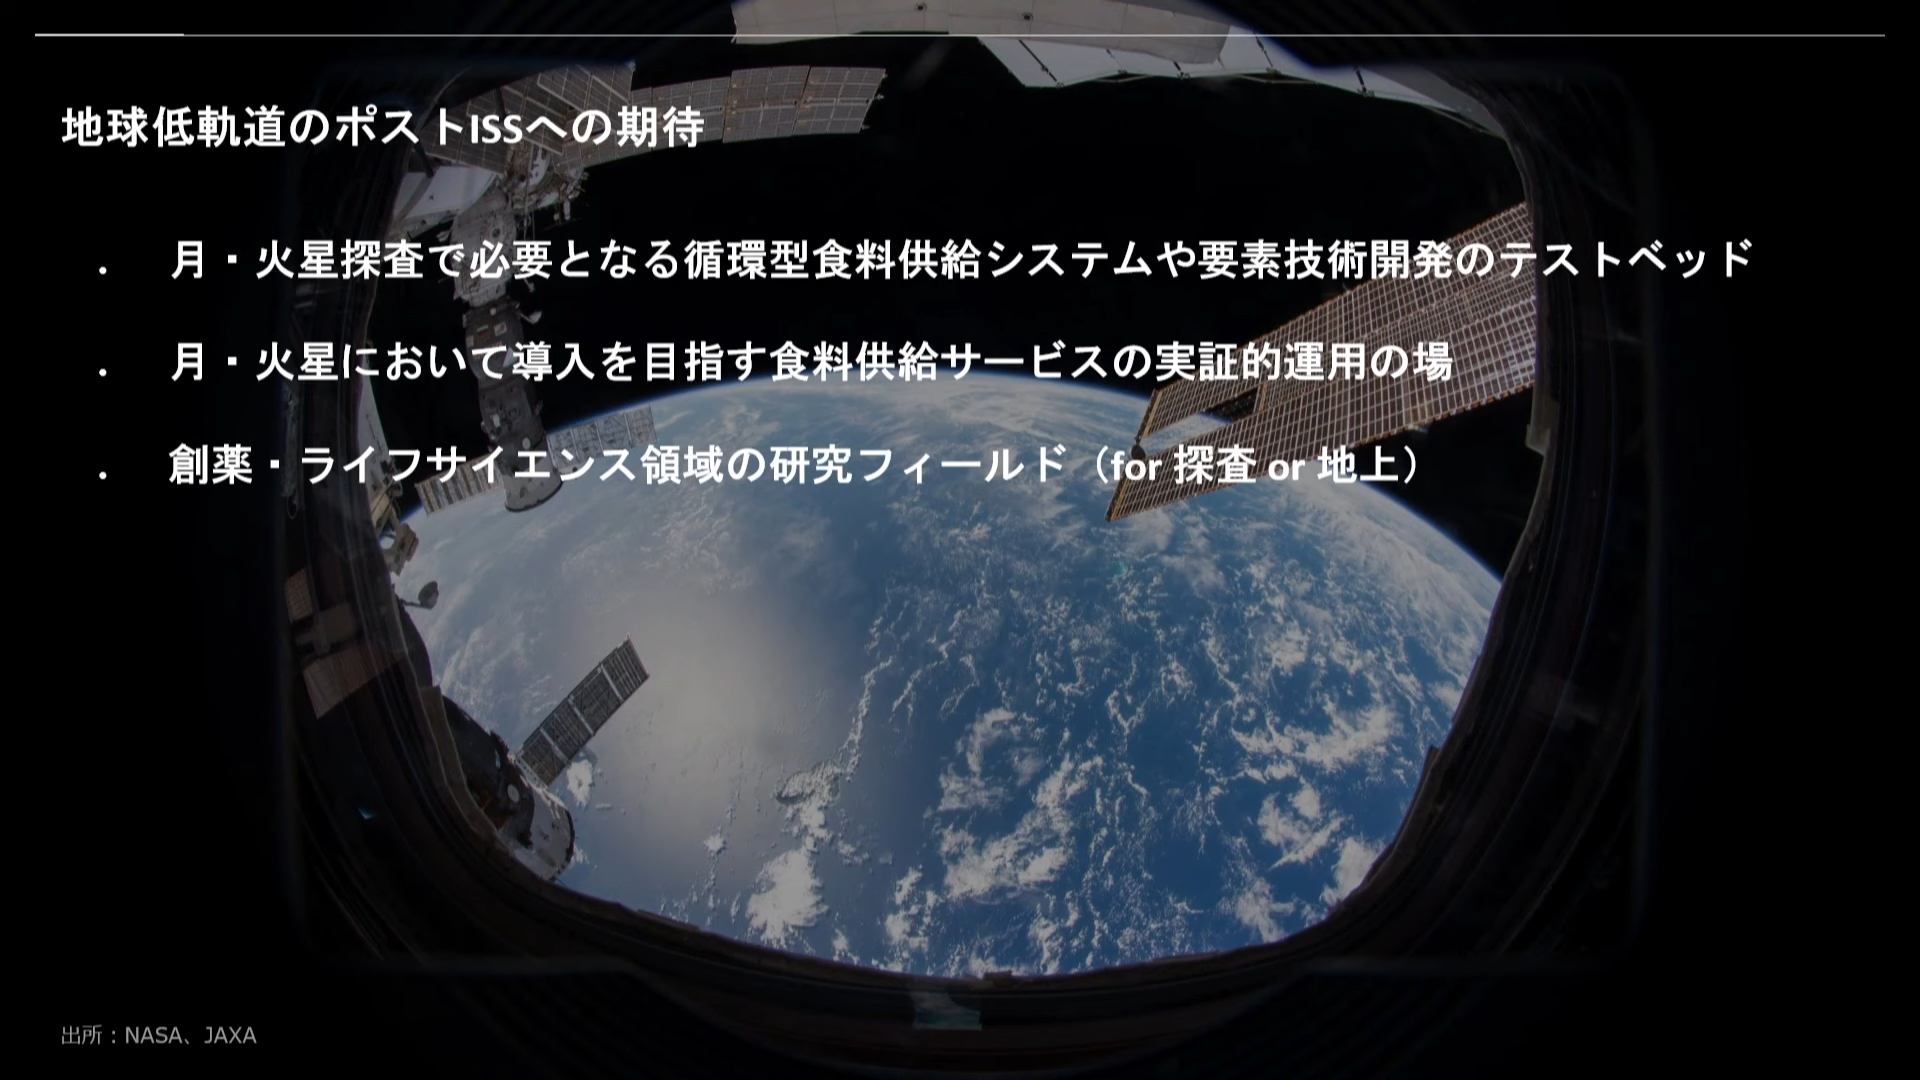 地球低軌道のポストISSへの期待
. 月・火星探査で必要となる循環型食料供給システムや要素技術開発のテストベッド
. 月・火星において導入を目指す食料供給サービスの実証的運用の場
. 創薬・ライフサイエンス領域の研究フィールド（for 探査 or 地上）
出所：NASA、JAXA